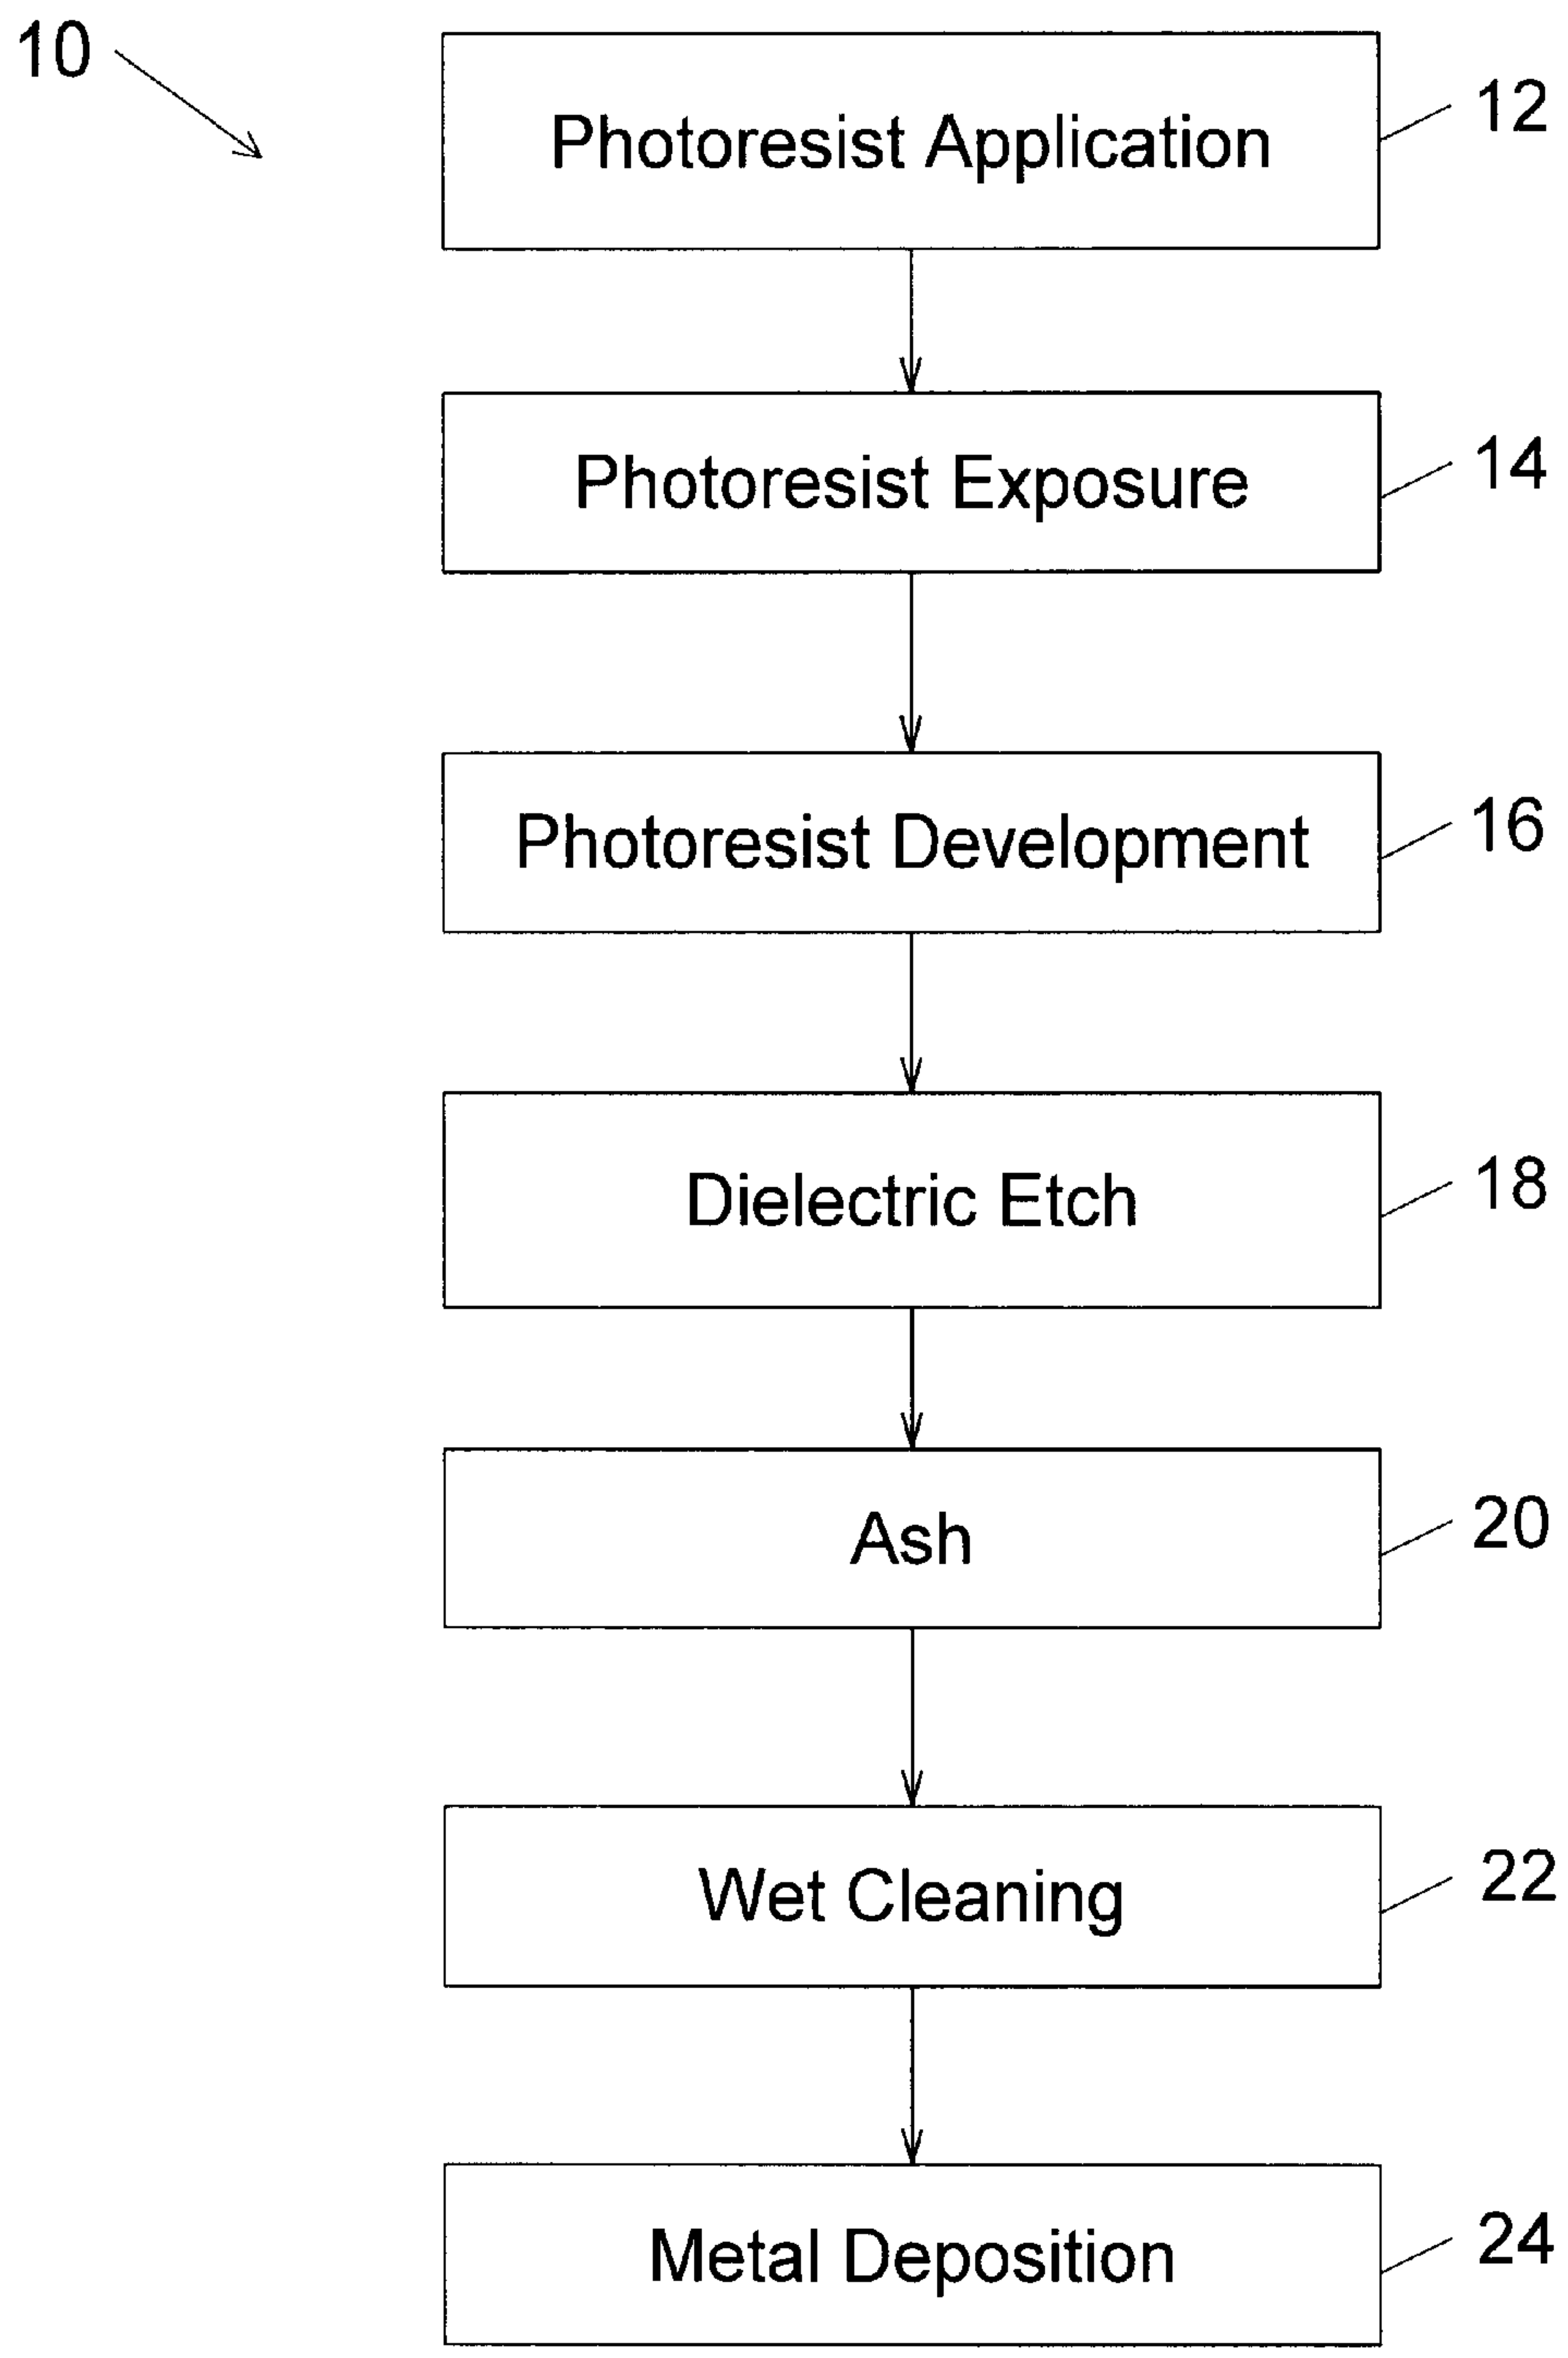 10
Photoresist Application
12
Photoresist Exposure
14
Photoresist Development
16
Dielectric Etch
18
Ash
20
Wet Cleaning
22
Metal Deposition
24